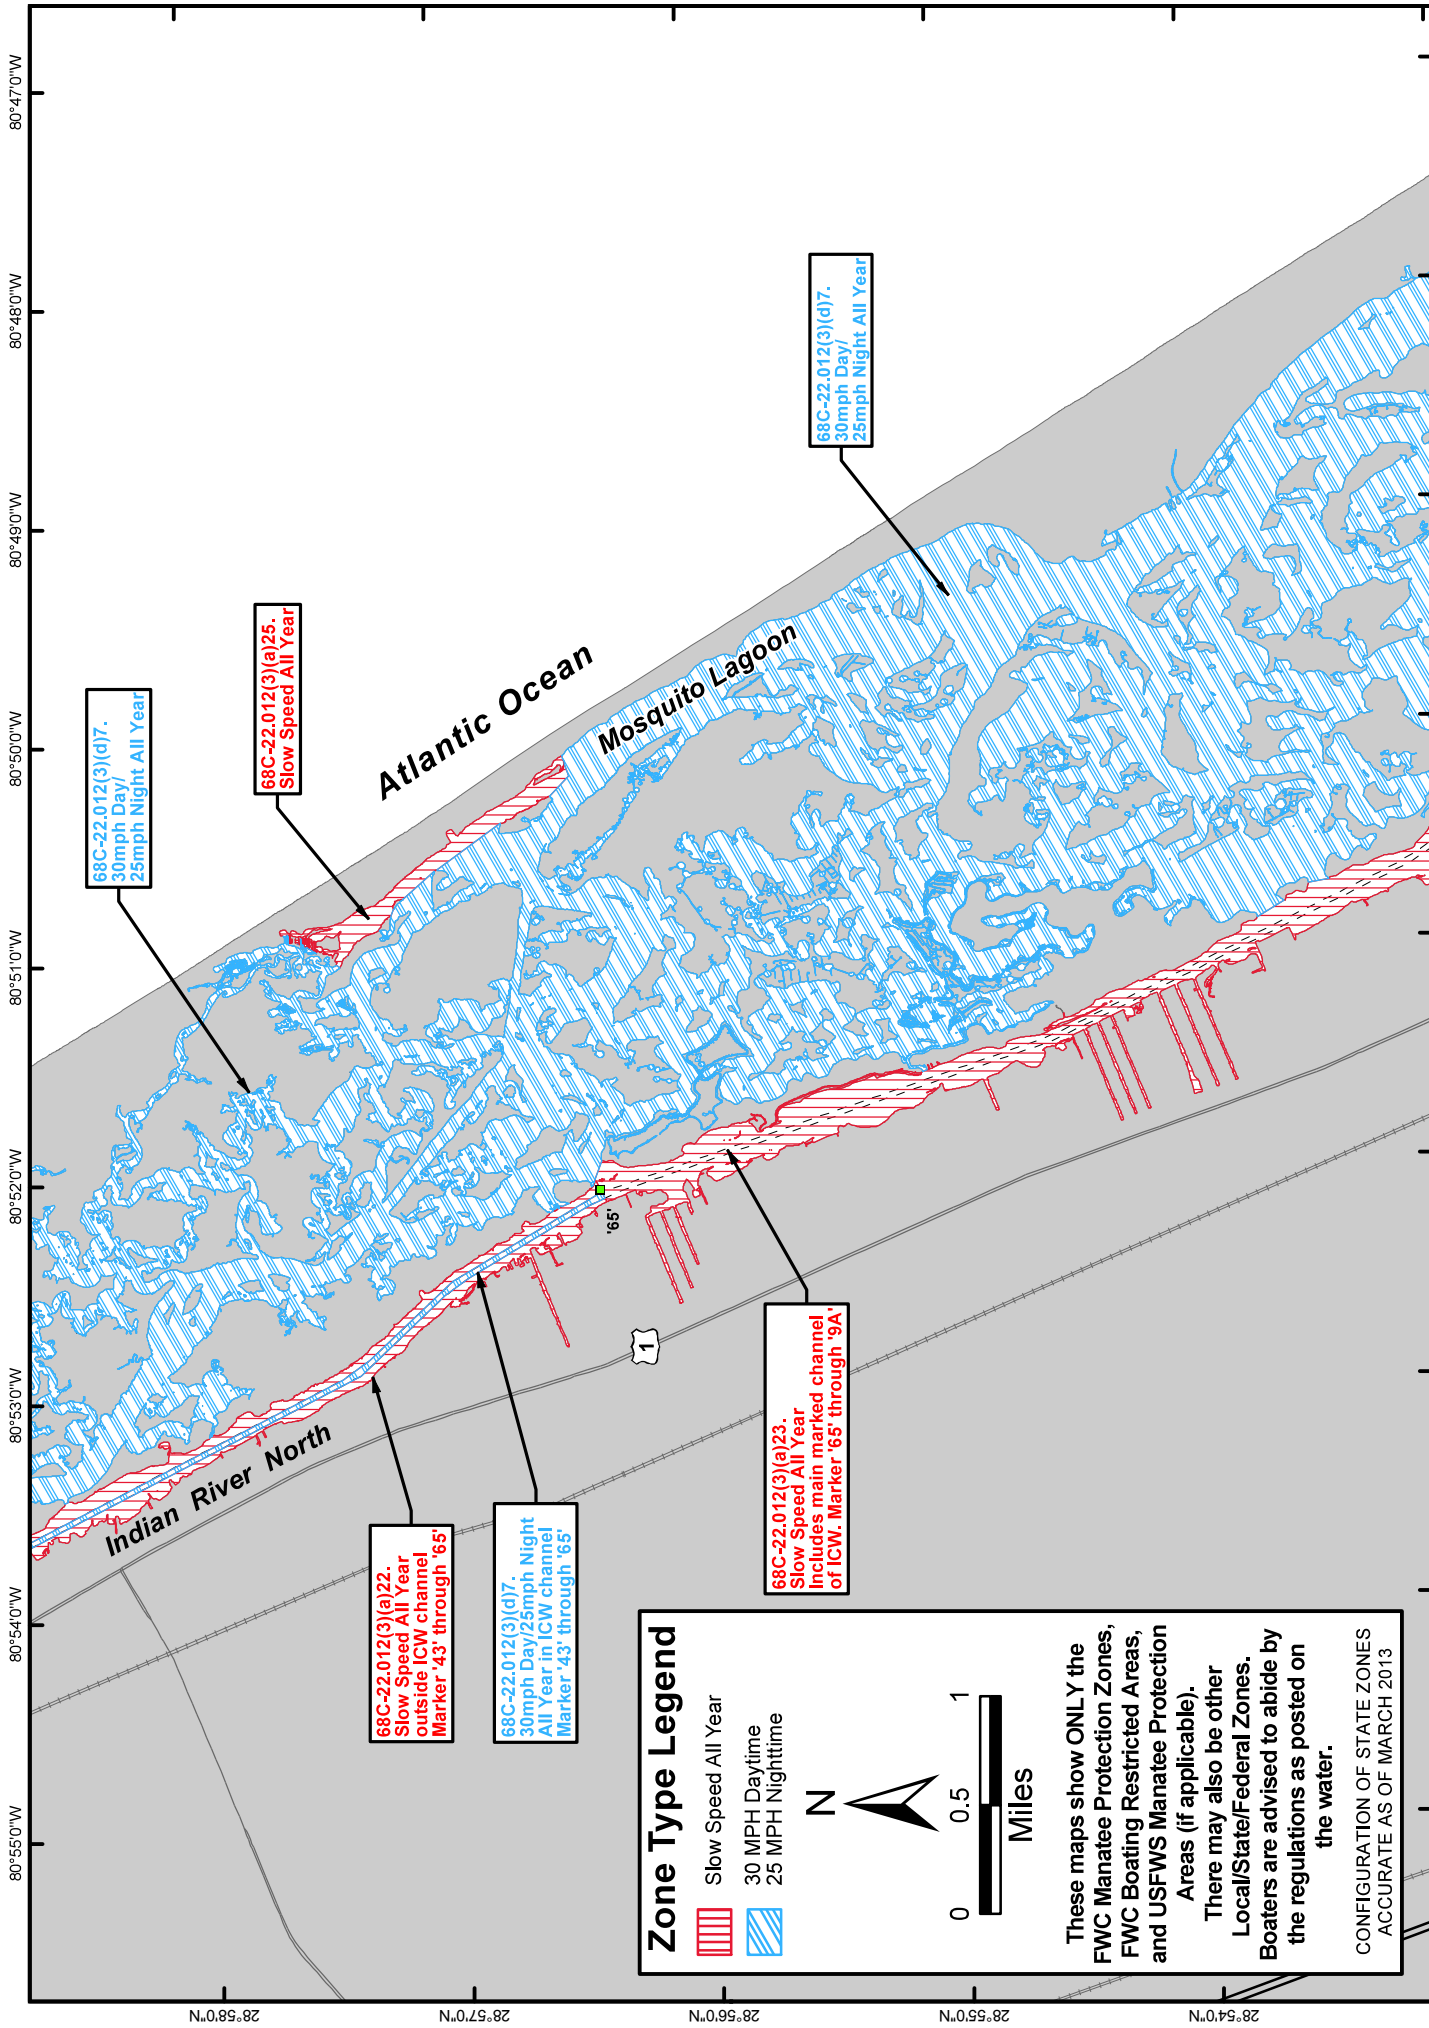 80°55'0"W
80°54'0"W
80°53'0"W
80°52'0"W
80°51'0"W
80°50'0"W
80°49'0"W
80°48'0"W
80°47'0"W
28°58'0"N
28°57'0"N
28°56'0"N
28°55'0"N
28°54'0"N
68C-22.012(3)(d)7.
30mph Day/
25mph Night All Year
68C-22.012(3)(a)25.
Slow Speed All Year
Atlantic Ocean
Mosquito Lagoon
68C-22.012(3)(d)7.
30mph Day/
25mph Night All Year
Indian River North
68C-22.012(3)(a)22.
Slow Speed All Year
outside ICW channel
Marker '43' through '65'
68C-22.012(3)(d)7.
30mph Day/25mph Night
All Year in ICW channel
Marker '43' through '65'
'65'
1
68C-22.012(3)(a)23.
Slow Speed All Year
Includes main marked channel
of ICW. Marker '65' through '9A'
Zone Type Legend
Slow Speed All Year
30 MPH Daytime
25 MPH Nighttime
N
0 0.5 1
Miles
These maps show ONLY the
FWC Manatee Protection Zones,
FWC Boating Restricted Areas,
and USFWS Manatee Protection
Areas (if applicable).
There may also be other
Local/State/Federal Zones.
Boaters are advised to abide by
the regulations as posted on
the water.
CONFIGURATION OF STATE ZONES
ACCURATE AS OF MARCH 2013